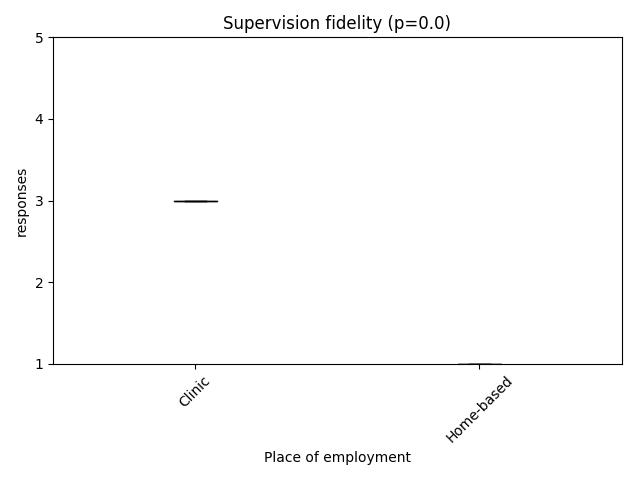 Supervision fidelity (p=0.0)
5
4
3
2
1
responses
Clinic
Home-based
Place of employment